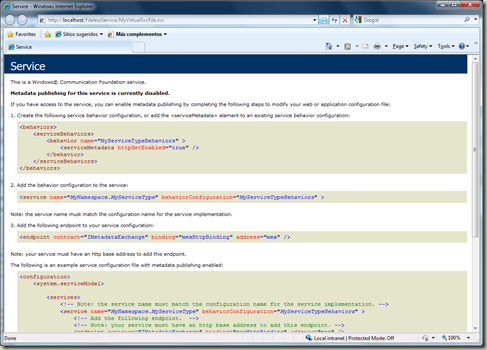 Service - Windows Internet Explorer
http://localhost/FilelessService/MyVirtualSvcFile.svc
Google
Favorites
Sitios sugeridos
Más complementos
Service
Page
Safety
Tools
Service
This is a Windows© Communication Foundation service.
Metadata publishing for this service is currently disabled.
If you have access to the service, you can enable metadata publishing by completing the following steps to modify your web or application configuration file:
1. Create the following service behavior configuration, or add the <serviceMetadata> element to an existing service behavior configuration:
<behaviors>
<serviceBehaviors>
<behavior name="MyServiceTypeBehaviors" >
<serviceMetadata httpGetEnabled="true" />
</behavior>
</serviceBehaviors>
</behaviors>
2. Add the behavior configuration to the service:
<service name="MyNamespace.MyServiceType" behaviorConfiguration="MyServiceTypeBehaviors" >
Note: the service name must match the configuration name for the service implementation.
3. Add the following endpoint to your service configuration:
<endpoint contract="IMetadataExchange" binding="mexHttpBinding" address="mex" />
Note: your service must have an http base address to add this endpoint.
The following is an example service configuration file with metadata publishing enabled:
<configuration>
<system.serviceModel>
<services>
<!-- Note: the service name must match the configuration name for the service implementation. -->
<service name="MyNamespace.MyServiceType" behaviorConfiguration="MyServiceTypeBehaviors" >
<!-- Add the following endpoint. -->
<!-- Note: your service must have an http base address to add this endpoint. -->
Done
Local intranet | Protected Mode: Off
100%